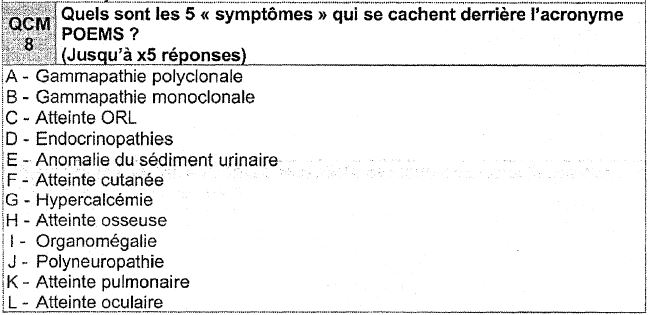 QCM 8
Quels sont les 5 « symptômes » qui se cachent derrière l'acronyme
POEMS ?
(Jusqu'à x5 réponses)
A - Gammapathie polyclonale
B - Gammapathie monoclonale
C - Atteinte ORL
D - Endocrinopathies
E - Anomalie du sédiment urinaire
F - Atteinte cutanée
G - Hypercalcémie
H - Atteinte osseuse
I - Organomégalie
J - Polyneuropathie
K - Atteinte pulmonaire
L - Atteinte oculaire